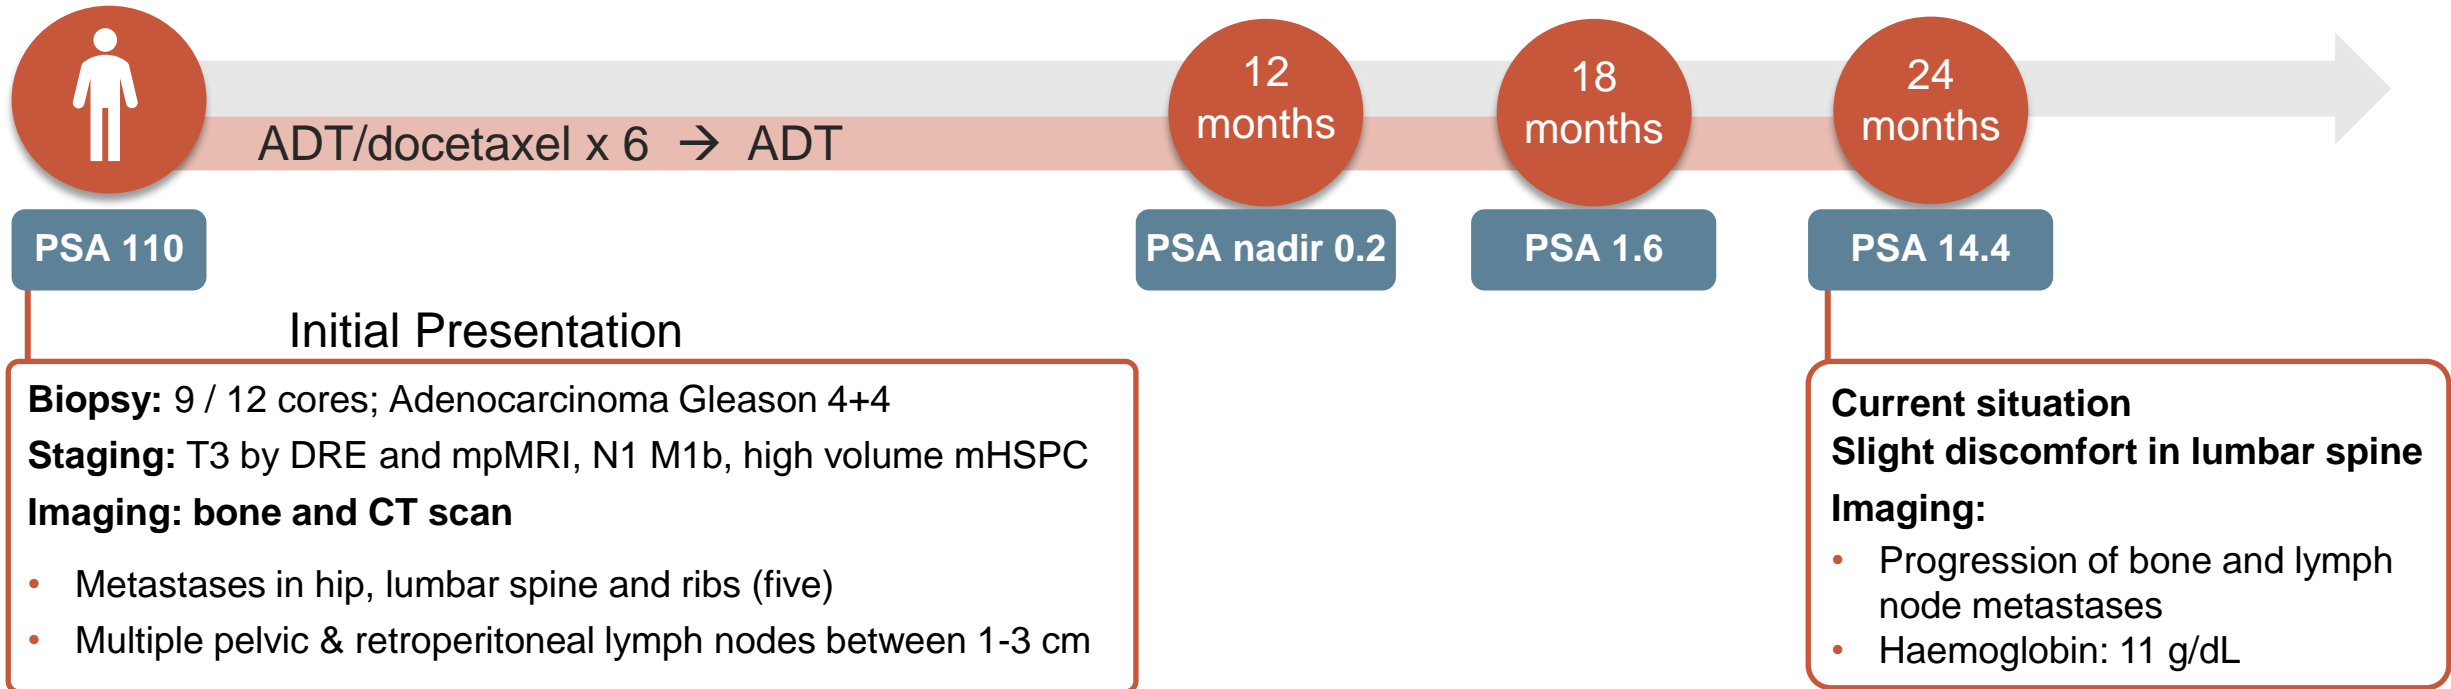 12
months
18
months
24
months
ADT/docetaxel x 6 → ADT
PSA 110
PSA nadir 0.2
PSA 1.6
PSA 14.4
Initial Presentation
Biopsy: 9 / 12 cores; Adenocarcinoma Gleason 4+4
Staging: T3 by DRE and mpMRI, N1 M1b, high volume mHSPC
Imaging: bone and CT scan
• Metastases in hip, lumbar spine and ribs (five)
• Multiple pelvic & retroperitoneal lymph nodes between 1-3 cm
Current situation
Slight discomfort in lumbar spine
Imaging:
• Progression of bone and lymph
node metastases
• Haemoglobin: 11 g/dL